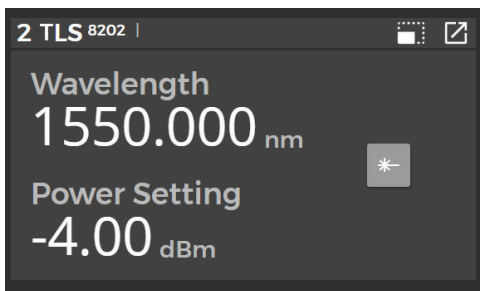 2 TLS 8202 |
Wavelength
1550.000 nm
Power Setting
-4.00 dBm